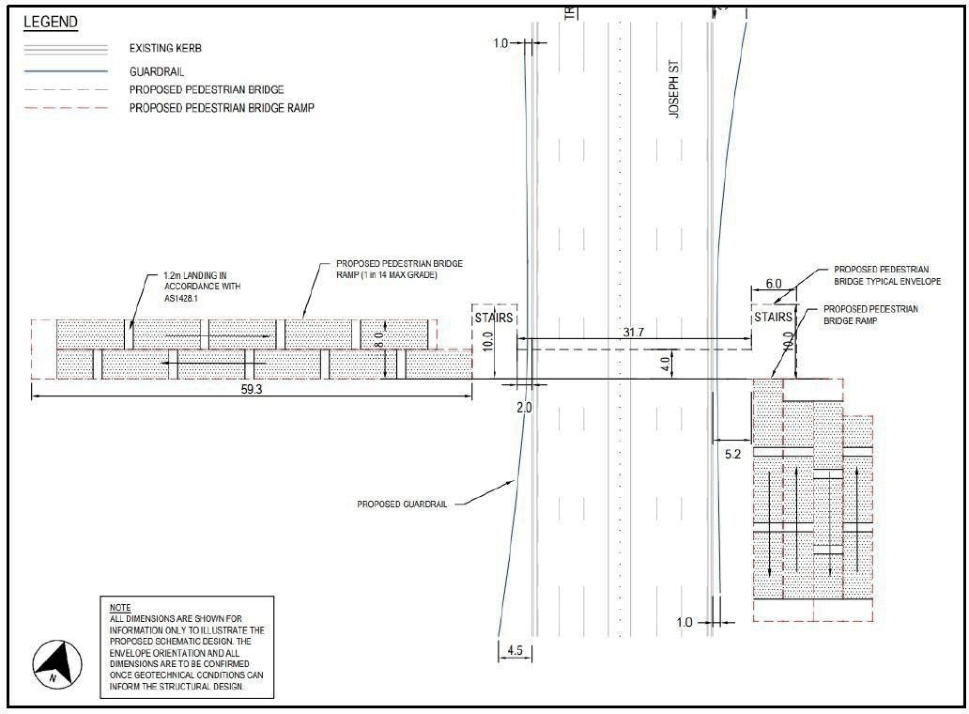 LEGEND
EXISTING KERB
GUARDRAIL
PROPOSED PEDESTRIAN BRIDGE
PROPOSED PEDESTRIAN BRIDGE RAMP
1.0
TR
JOSEPH ST
1.2m LANDING IN
ACCORDANCE WITH
AS1428.1
PROPOSED PEDESTRIAN BRIDGE
RAMP (1 in 14 MAX GRADE)
PROPOSED PEDESTRIAN
BRIDGE TYPICAL ENVELOPE
6.0
PROPOSED PEDESTRIAN
BRIDGE RAMP
STAIRS
STAIRS
31.7
8.0
10.0
10.0
4.0
59.3
2.0
5.2
PROPOSED GUARDRAIL
1.0
4.5
NOTE
ALL DIMENSIONS ARE SHOWN FOR
INFORMATION ONLY TO ILLUSTRATE THE
PROPOSED SCHEMATIC DESIGN. THE
ENVELOPE ORIENTATION AND ALL
DIMENSIONS ARE TO BE CONFIRMED
ONCE GEOTECHNICAL CONDITIONS CAN
INFORM THE STRUCTURAL DESIGN.
N